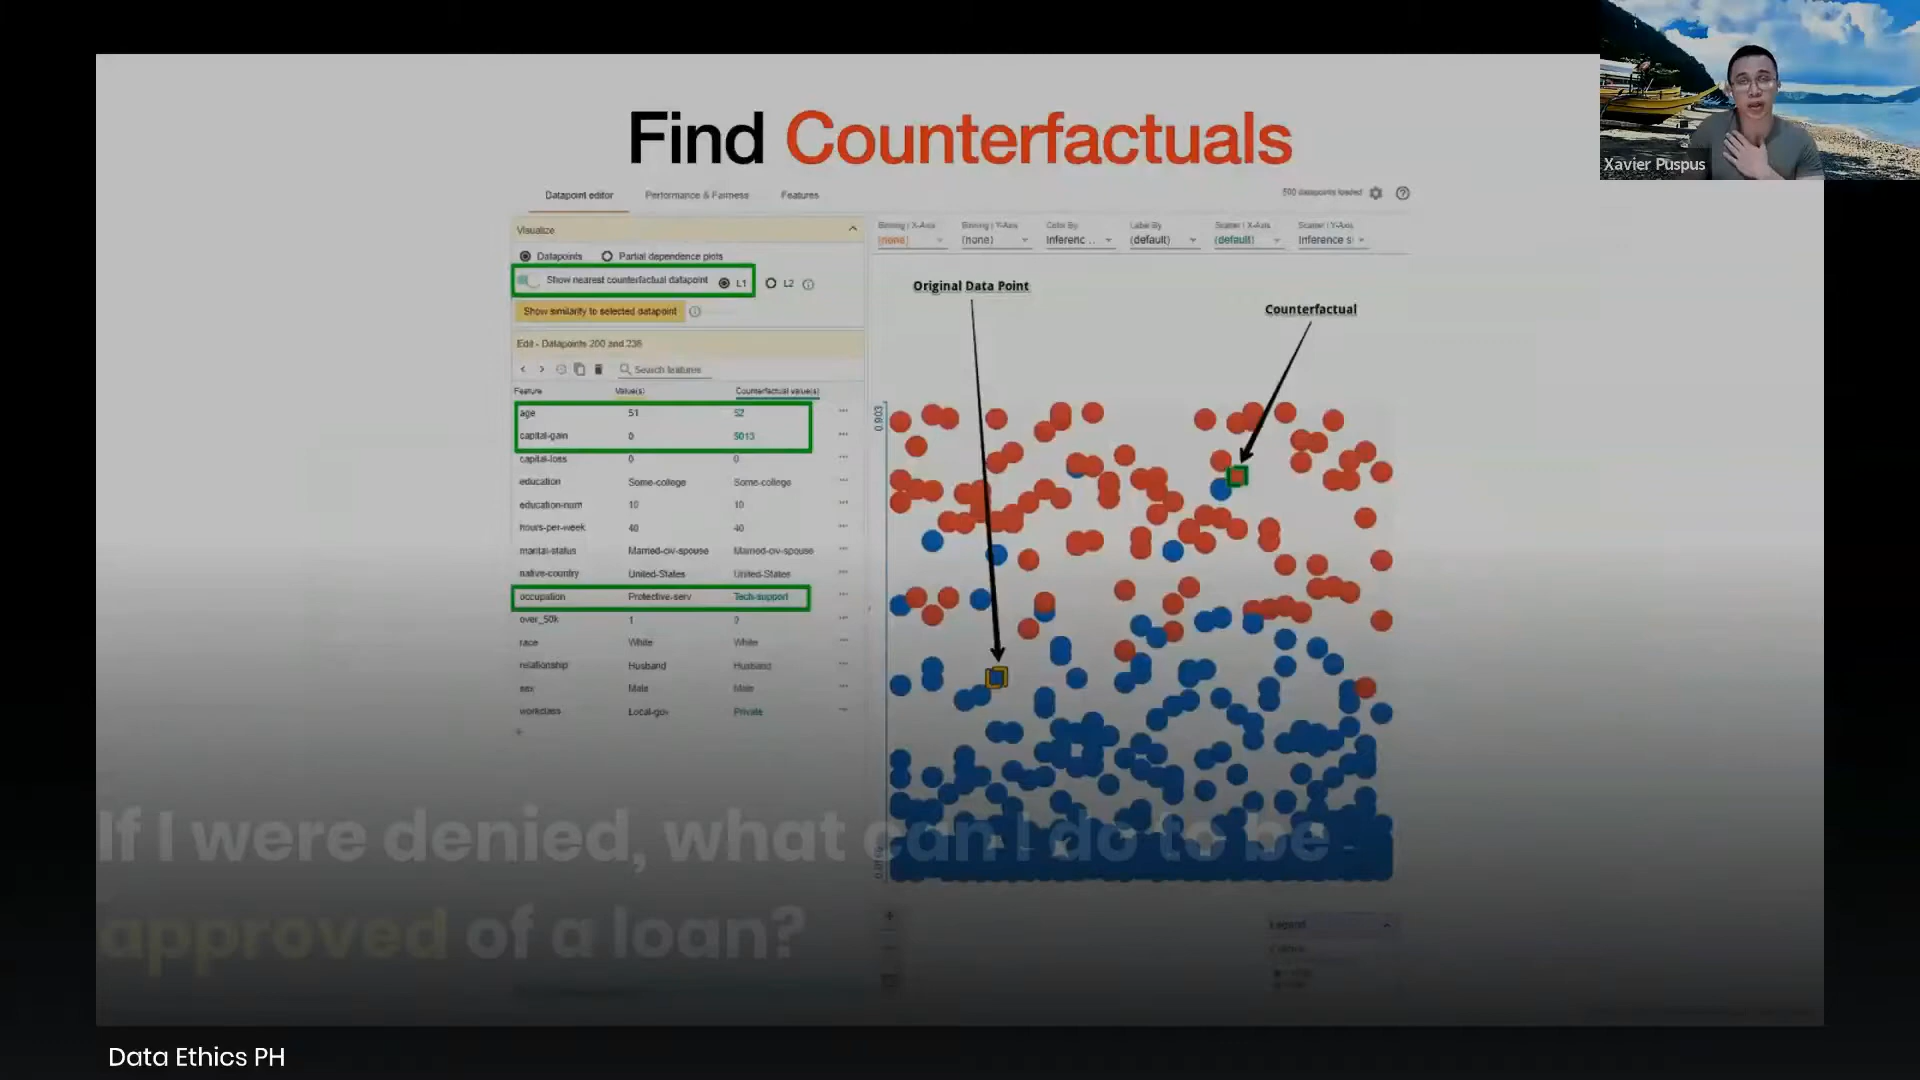 Find Counterfactuals
Xavier Puspus
Datapoint editor Performance & Fairness Features
500 datapoints loaded
Visualize
Datapoints Partial dependence plots
Show nearest counterfactual datapoint L1 L2
Show similarity to selected datapoint
Edit - Datapoints 200 and 236
Search features
Feature Value(s) Counterfactual value(s)
age 51 52
capital-gain 0 5013
capital-loss 0 0
education Some-college Some-college
education-num 10 10
hours-per-week 40 40
marital-status Married-civ-spouse Married-civ-spouse
native-country United-States United-States
occupation Protective-serv Tech-support
over_50k 1 0
race White White
relationship Husband Husband
sex Male Male
workclass Local-gov Private
Binning | X-Axis Binning | Y-Axis Color By Label By Scatter | X-Axis Scatter | Y-Axis
(none) (none) Inferenc... (default) (default) Inference s
Original Data Point
Counterfactual
0.903
Legend
If I were denied, what can I do to be
approved of a loan?
Data Ethics PH